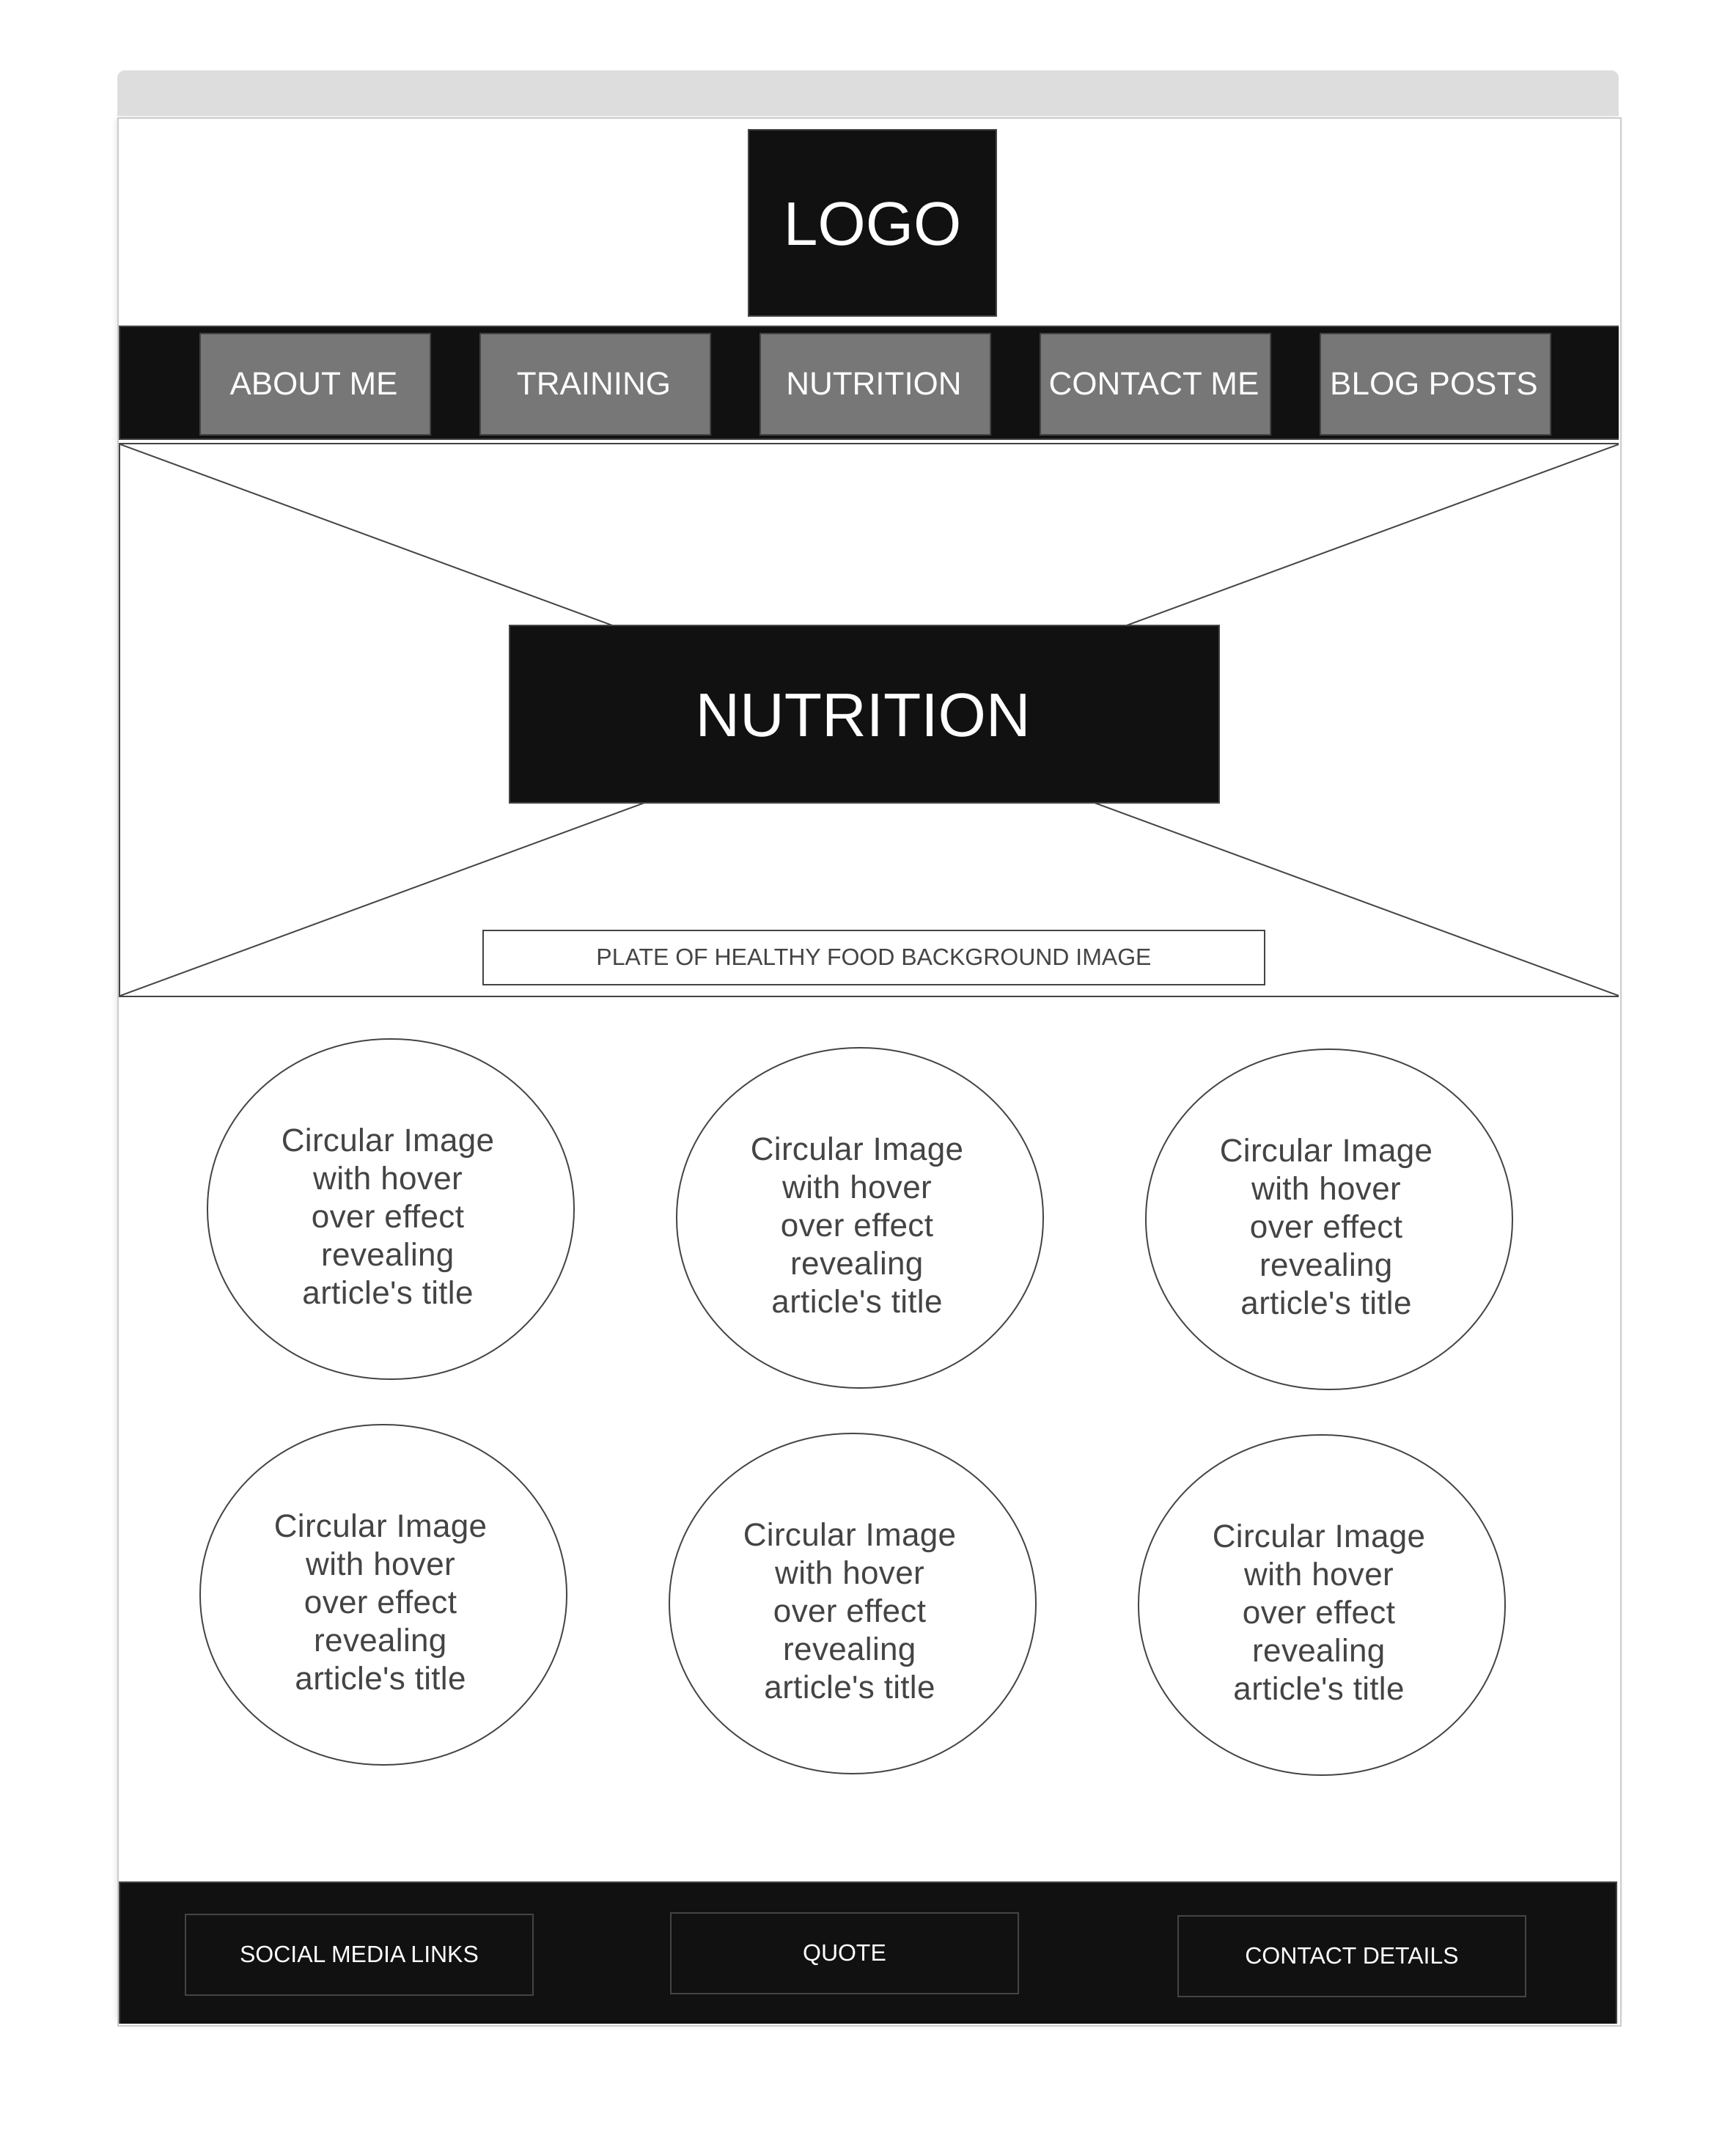 LOGO
ABOUT ME
TRAINING
NUTRITION
CONTACT ME
BLOG POSTS
NUTRITION
PLATE OF HEALTHY FOOD BACKGROUND IMAGE
Circular Image
with hover
over effect
revealing
article's title
Circular Image
with hover
over effect
revealing
article's title
Circular Image
with hover
over effect
revealing
article's title
Circular Image
with hover
over effect
revealing
article's title
Circular Image
with hover
over effect
revealing
article's title
Circular Image
with hover
over effect
revealing
article's title
SOCIAL MEDIA LINKS
QUOTE
CONTACT DETAILS